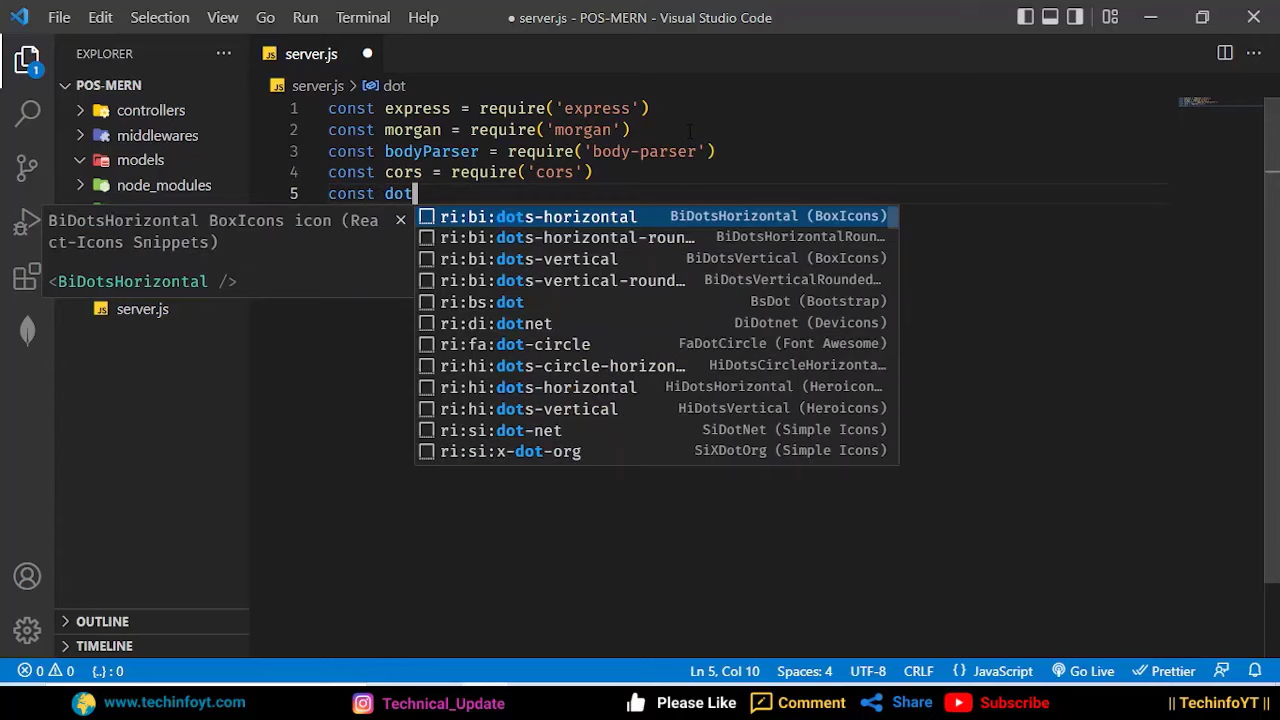 File Edit Selection View Go Run Terminal Help
● server.js - POS-MERN - Visual Studio Code
EXPLORER
server.js
1
POS-MERN
server.js > dot
controllers
middlewares
models
node_modules
server.js
1 const express = require('express')
2 const morgan = require('morgan')
3 const bodyParser = require('body-parser')
4 const cors = require('cors')
5 const dot
BiDotsHorizontal BoxIcons icon (Rea
ct-Icons Snippets)
<BiDotsHorizontal />
ri:bi:dots-horizontal BiDotsHorizontal (BoxIcons)
ri:bi:dots-horizontal-roun… BiDotsHorizontalRoun…
ri:bi:dots-vertical BiDotsVertical (BoxIcons)
ri:bi:dots-vertical-round… BiDotsVerticalRounded…
ri:bs:dot BsDot (Bootstrap)
ri:di:dotnet DiDotnet (Devicons)
ri:fa:dot-circle FaDotCircle (Font Awesome)
ri:hi:dots-circle-horizon… HiDotsCircleHorizonta…
ri:hi:dots-horizontal HiDotsHorizontal (Heroicon…
ri:hi:dots-vertical HiDotsVertical (Heroicons)
ri:si:dot-net SiDotNet (Simple Icons)
ri:si:x-dot-org SiXDotOrg (Simple Icons)
OUTLINE
TIMELINE
0 0 {..} : 0 Ln 5, Col 10 Spaces: 4 UTF-8 CRLF {} JavaScript Go Live Prettier
www.techinfoyt.com Technical_Update Please Like Comment Share Subscribe || TechinfoYT ||